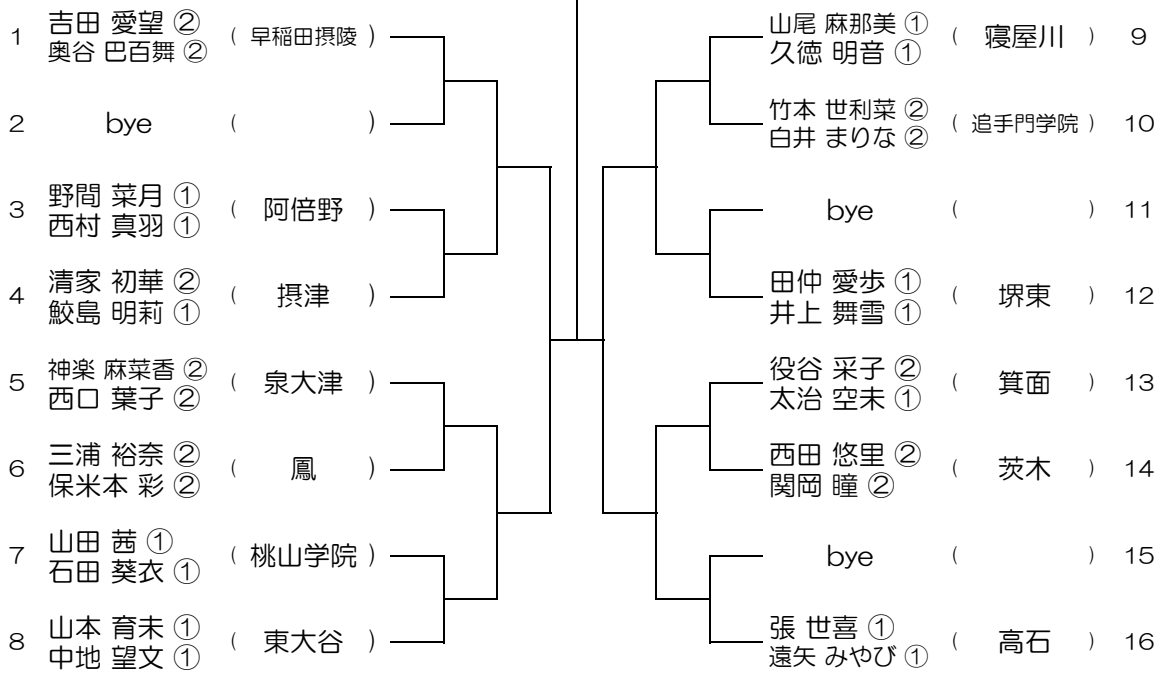 1 吉田 愛望 ② ( 早稲田摂陵 )
奥谷 巴百舞 ②
2 bye ( )
3 野間 菜月 ① ( 阿倍野 )
西村 真羽 ①
4 清家 初華 ② ( 摂津 )
鮫島 明莉 ①
5 神楽 麻菜香 ② ( 泉大津 )
西口 葉子 ②
6 三浦 裕奈 ② ( 鳳 )
保米本 彩 ②
7 山田 茜 ① ( 桃山学院 )
石田 葵衣 ①
8 山本 育未 ① ( 東大谷 )
中地 望文 ①
山尾 麻那美 ① ( 寝屋川 ) 9
久徳 明音 ①
竹本 世利菜 ② ( 追手門学院 ) 10
白井 まりな ②
bye ( ) 11
田仲 愛歩 ① ( 堺東 ) 12
井上 舞雪 ①
役谷 采子 ② ( 箕面 ) 13
太治 空未 ①
西田 悠里 ② ( 茨木 ) 14
関岡 瞳 ②
bye ( ) 15
張 世喜 ① ( 高石 ) 16
遠矢 みやび ①